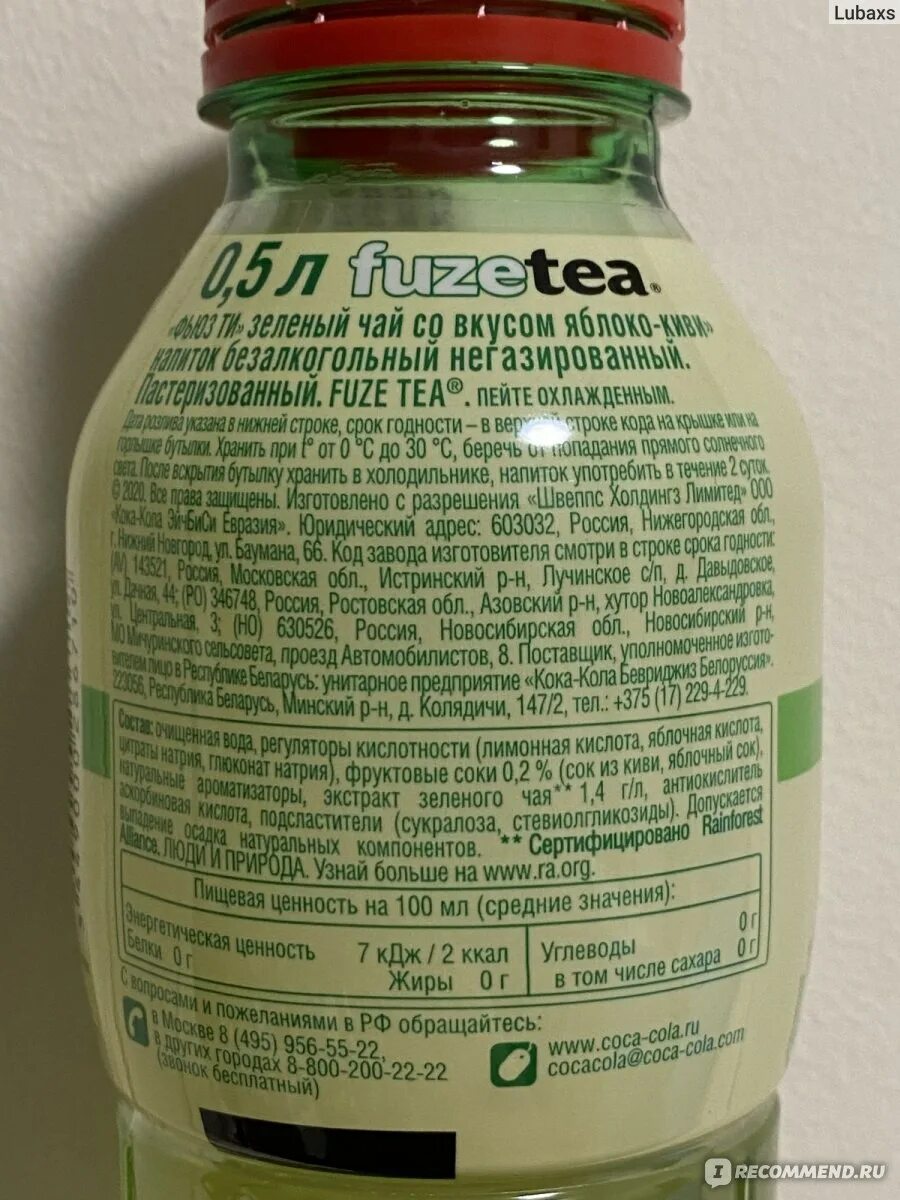 Lubaxs
0,5 л fuzetea®
«ФЬЮЗ ТИ» ЗЕЛЕНЫЙ ЧАЙ СО ВКУСОМ ЯБЛОКО-КИВИ»
НАПИТОК БЕЗАЛКОГОЛЬНЫЙ НЕГАЗИРОВАННЫЙ.
ПАСТЕРИЗОВАННЫЙ. FUZE TEA®. ПЕЙТЕ ОХЛАЖДЕННЫМ.
Дата розлива указана в нижней строке, срок годности – в верхней строке кода на крышке или на
горлышке бутылки. Хранить при t° от 0 °С до 30 °С, беречь от попадания прямого солнечного
света. После вскрытия бутылку хранить в холодильнике, напиток употребить в течение 2 суток.
© 2020. Все права защищены. Изготовлено с разрешения «Швеппс Холдингз Лимитед» ООО
«Кока-Кола ЭйчБиСи Евразия». Юридический адрес: 603032, Россия, Нижегородская обл.,
г. Нижний Новгород, ул. Баумана, 66. Код завода изготовителя смотри в строке срока годности:
(AV) 143521, Россия, Московская обл., Истринский р-н, Лучинское с/п, д. Давыдовское,
ул. Дачная, 44; (РО) 346748, Россия, Ростовская обл., Азовский р-н, хутор Новоалександровка,
ул. Центральная, 3; (НО) 630526, Россия, Новосибирская обл., Новосибирский р-н,
МО Мичуринского сельсовета, проезд Автомобилистов, 8. Поставщик, уполномоченное изгото-
вителем лицо в Республике Беларусь: унитарное предприятие «Кока-Кола Бевриджиз Белоруссия».
223056, Республика Беларусь, Минский р-н, д. Колядичи, 147/2, тел.: +375 (17) 229-4-229.
Состав: очищенная вода, регуляторы кислотности (лимонная кислота, яблочная кислота,
цитраты натрия, глюконат натрия), фруктовые соки 0,2 % (сок из киви, яблочный сок),
натуральные ароматизаторы, экстракт зеленого чая** 1,4 г/л, антиокислитель
аскорбиновая кислота, подсластители (сукралоза, стевиолгликозиды). Допускается
выпадение осадка натуральных компонентов. ** Сертифицировано Rainforest
Alliance. ЛЮДИ И ПРИРОДА. Узнай больше на www.ra.org.
Пищевая ценность на 100 мл (средние значения):
Энергетическая ценность 7 кДж / 2 ккал Углеводы 0 г
Белки 0 г Жиры 0 г в том числе сахара 0 г
С вопросами и пожеланиями в РФ обращайтесь:
в Москве 8 (495) 956-55-22, www.coca-cola.ru
в других городах 8-800-200-22-22 cocacola@coca-cola.com
(звонок бесплатный)
IRECOMMEND.RU